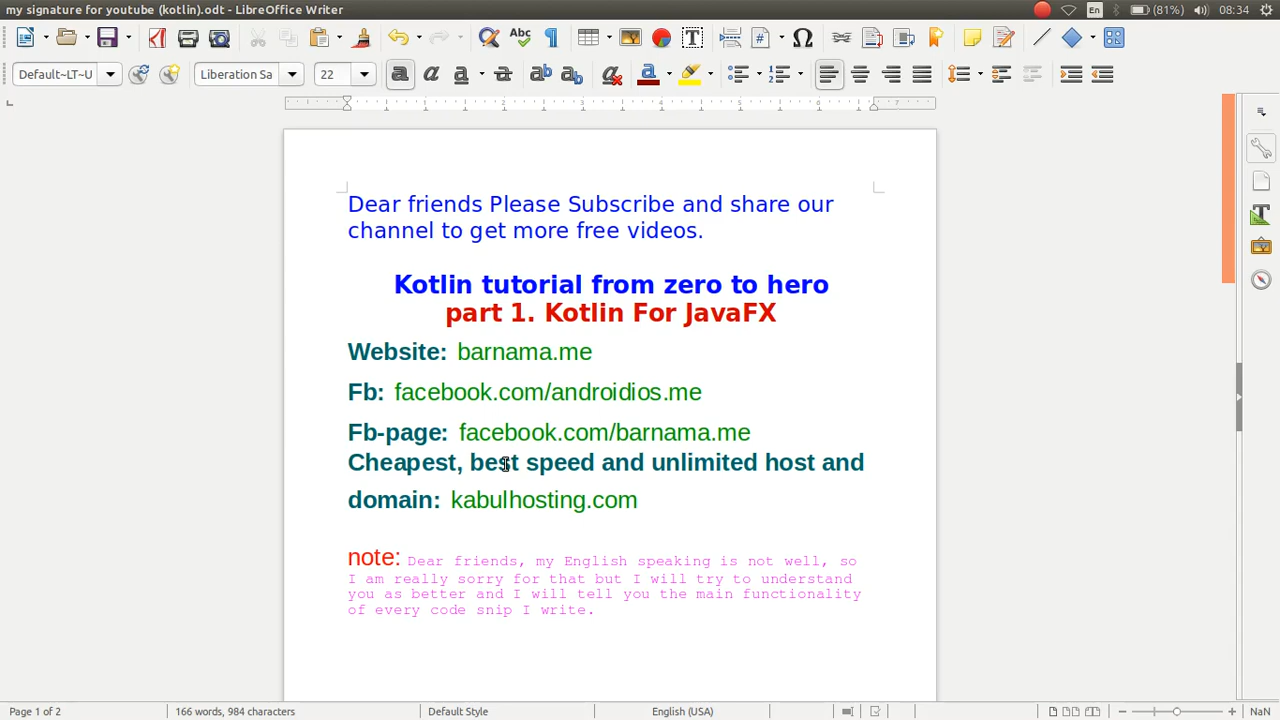 my signature for youtube (kotlin).odt - LibreOffice Writer
En (81%) 08:34
Default~LT~U Liberation Sa 22
Dear friends Please Subscribe and share our
channel to get more free videos.
Kotlin tutorial from zero to hero
part 1. Kotlin For JavaFX
Website: barnama.me
Fb: facebook.com/androidios.me
Fb-page: facebook.com/barnama.me
Cheapest, best speed and unlimited host and
domain: kabulhosting.com
note: Dear friends, my English speaking is not well, so
I am really sorry for that but I will try to understand
you as better and I will tell you the main functionality
of every code snip I write.
Page 1 of 2 166 words, 984 characters Default Style English (USA) NaN